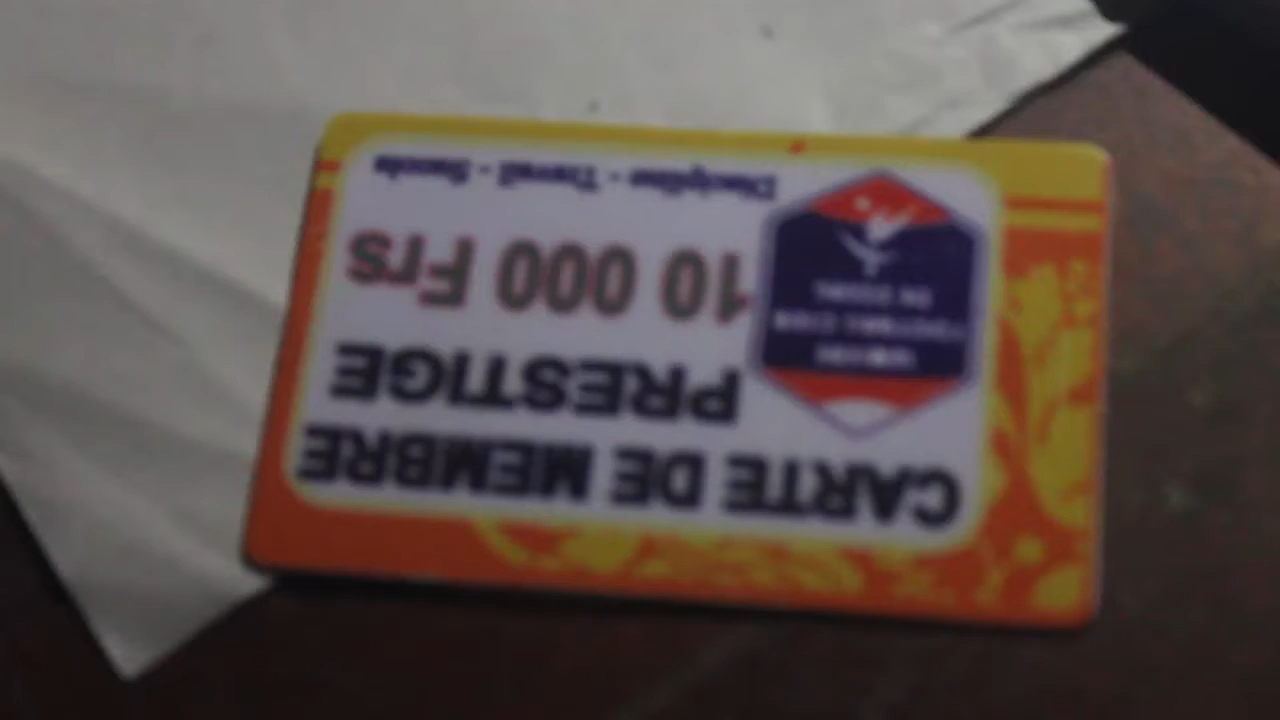 CARTE DE MEMBRE
PRESTIGE
10 000 Frs
Discipline - Travail - Succès